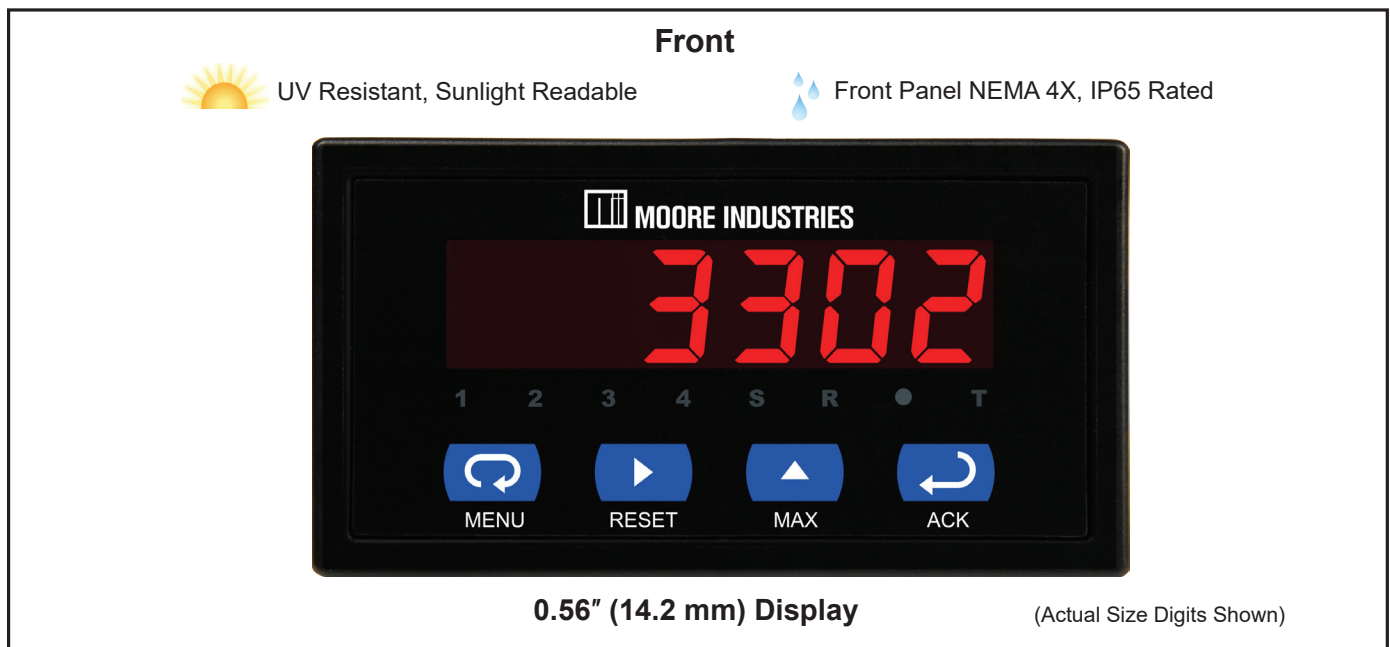 Front
UV Resistant, Sunlight Readable
Front Panel NEMA 4X, IP65 Rated
MOORE INDUSTRIES
3302
1 2 3 4 S R ● T
MENU RESET MAX ACK
0.56″ (14.2 mm) Display
(Actual Size Digits Shown)